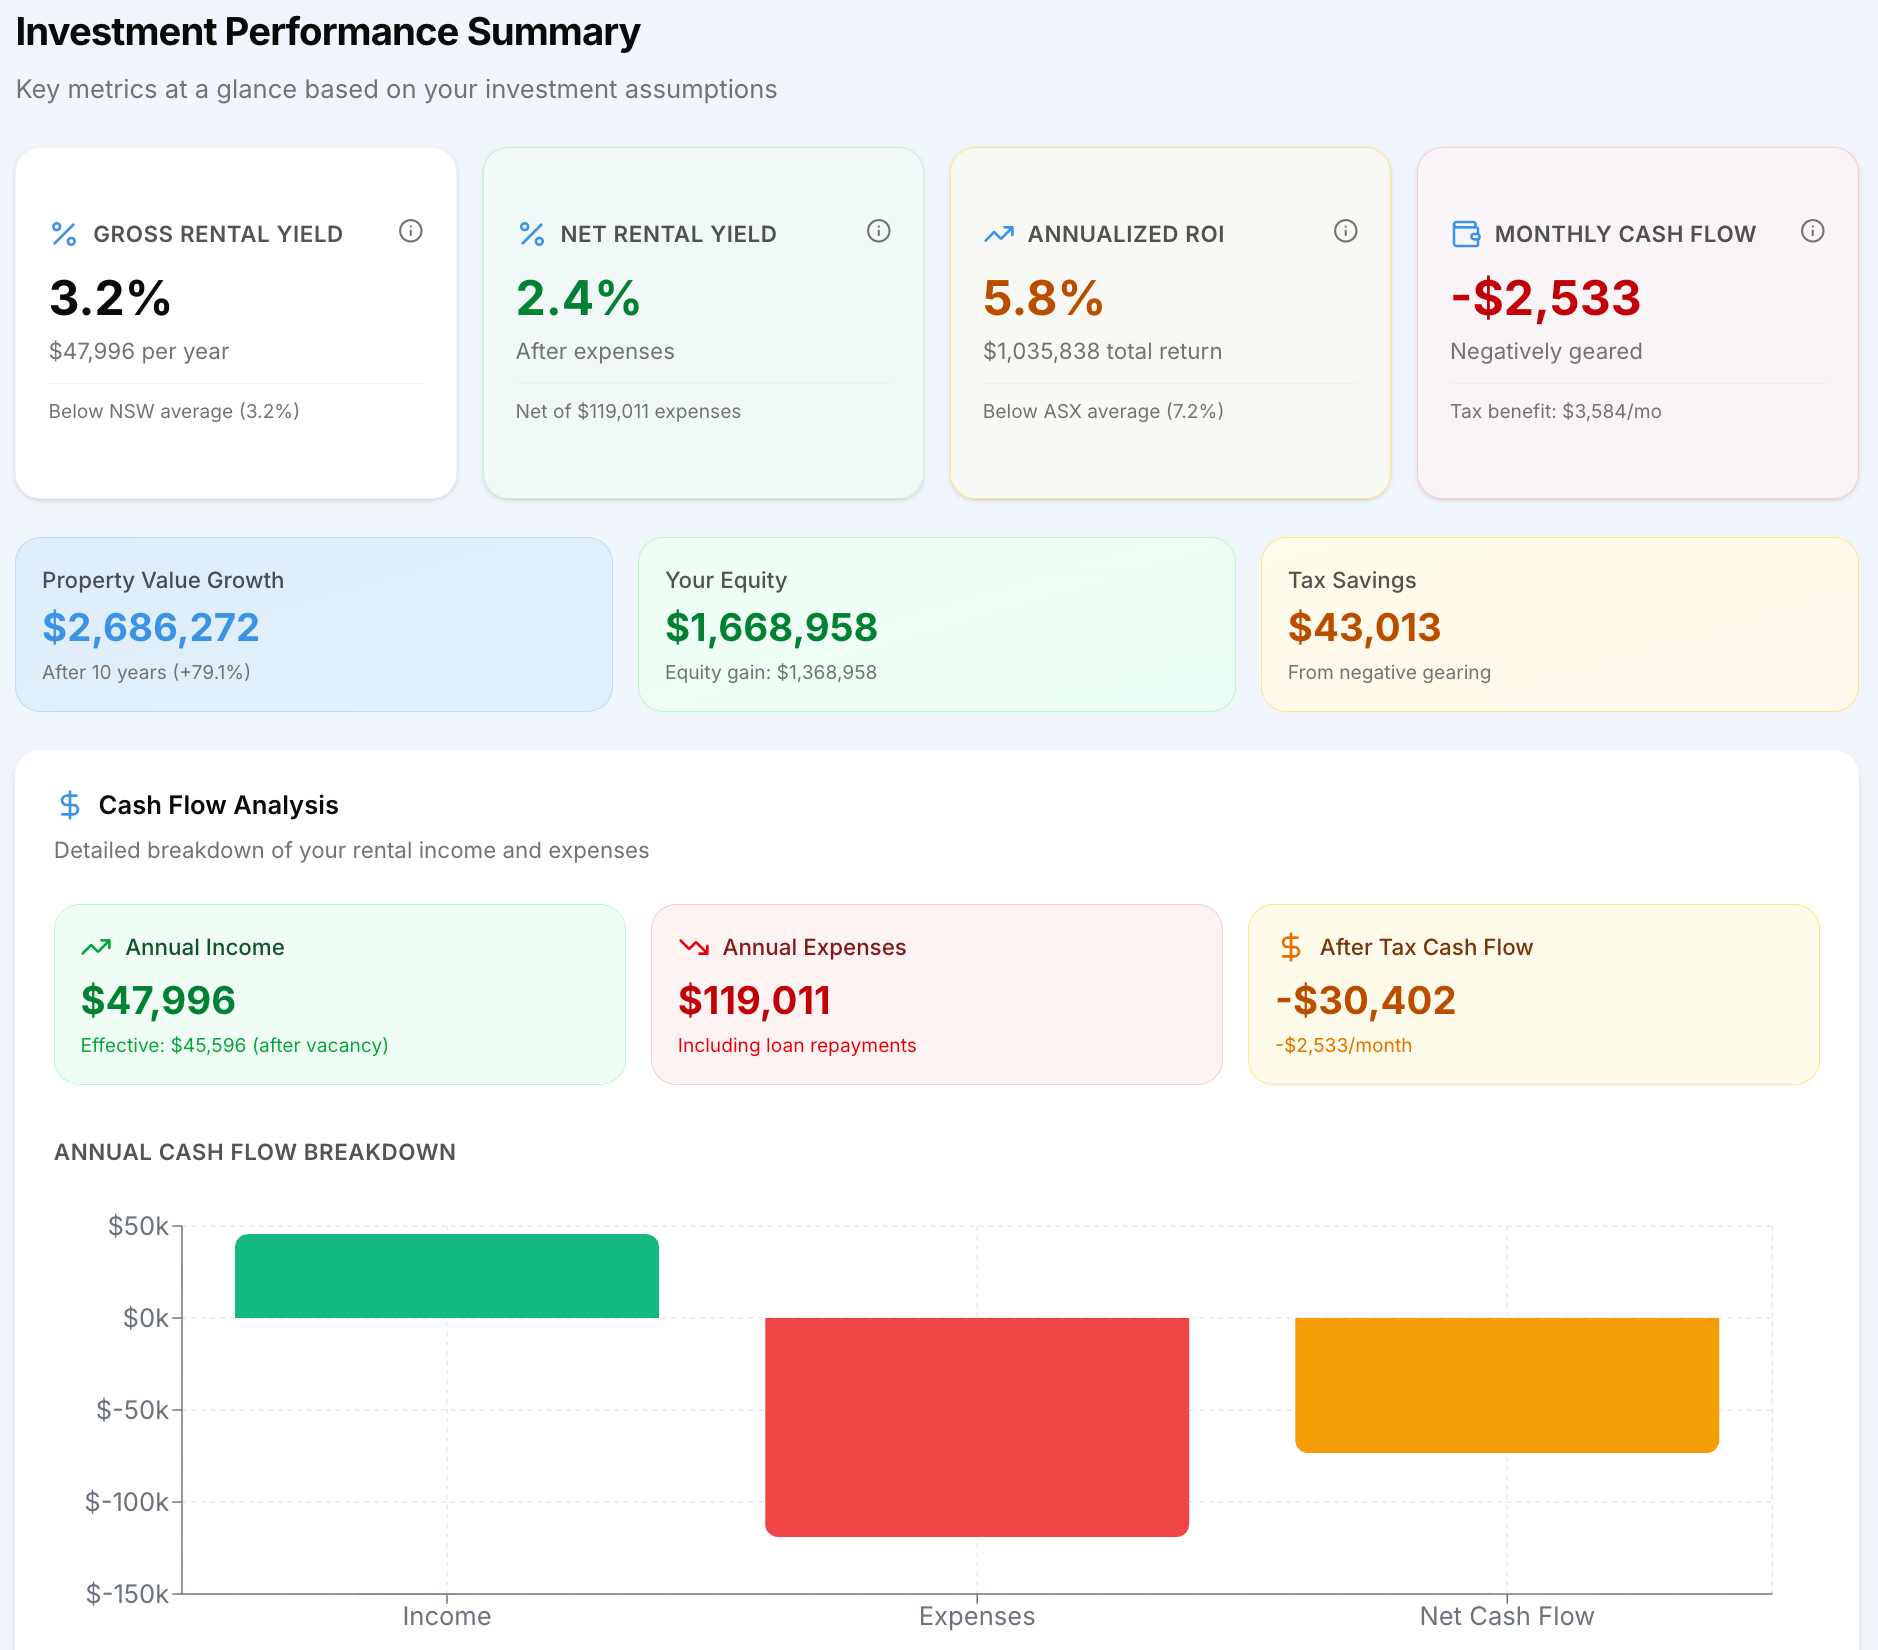 Investment Performance Summary
Key metrics at a glance based on your investment assumptions
GROSS RENTAL YIELD
3.2%
$47,996 per year
Below NSW average (3.2%)
NET RENTAL YIELD
2.4%
After expenses
Net of $119,011 expenses
ANNUALIZED ROI
5.8%
$1,035,838 total return
Below ASX average (7.2%)
MONTHLY CASH FLOW
-$2,533
Negatively geared
Tax benefit: $3,584/mo
Property Value Growth
$2,686,272
After 10 years (+79.1%)
Your Equity
$1,668,958
Equity gain: $1,368,958
Tax Savings
$43,013
From negative gearing
Cash Flow Analysis
Detailed breakdown of your rental income and expenses
Annual Income
$47,996
Effective: $45,596 (after vacancy)
Annual Expenses
$119,011
Including loan repayments
After Tax Cash Flow
-$30,402
-$2,533/month
ANNUAL CASH FLOW BREAKDOWN
$50k
$0k
$-50k
$-100k
$-150k
Income
Expenses
Net Cash Flow